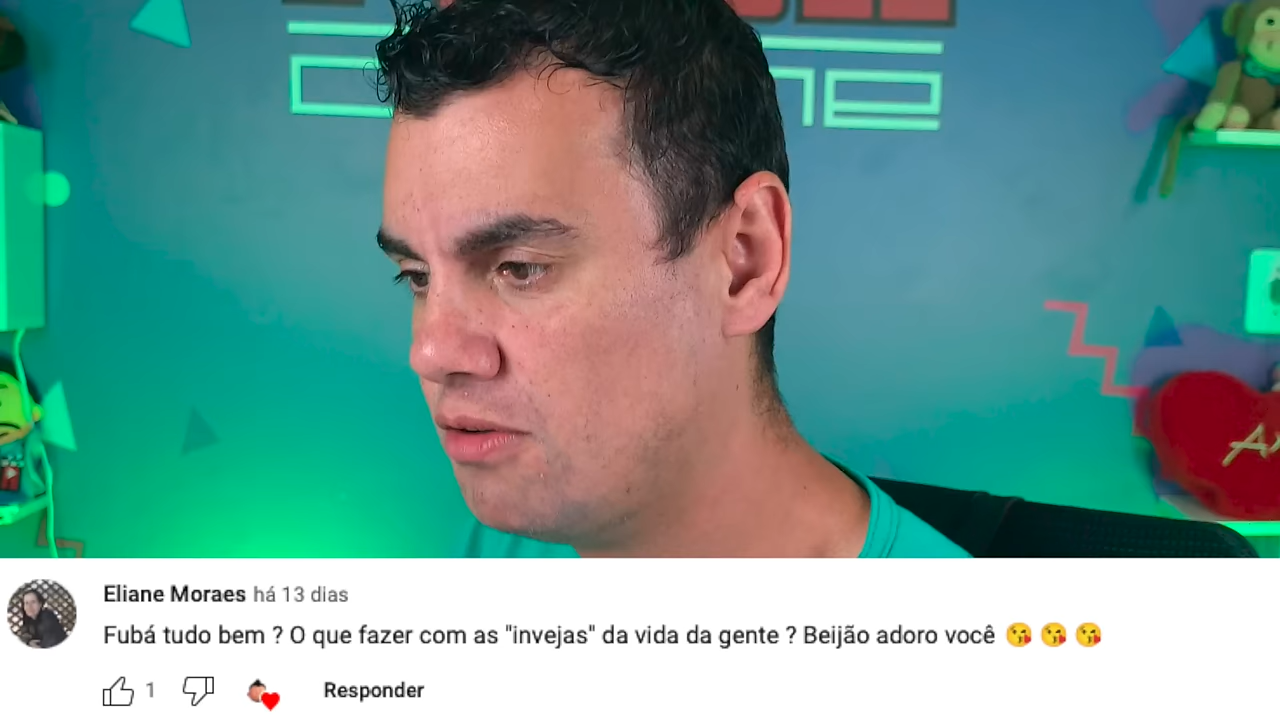 Eliane Moraes há 13 dias
Fubá tudo bem ? O que fazer com as "invejas" da vida da gente ? Beijão adoro você 😘 😘 😘
1 Responder